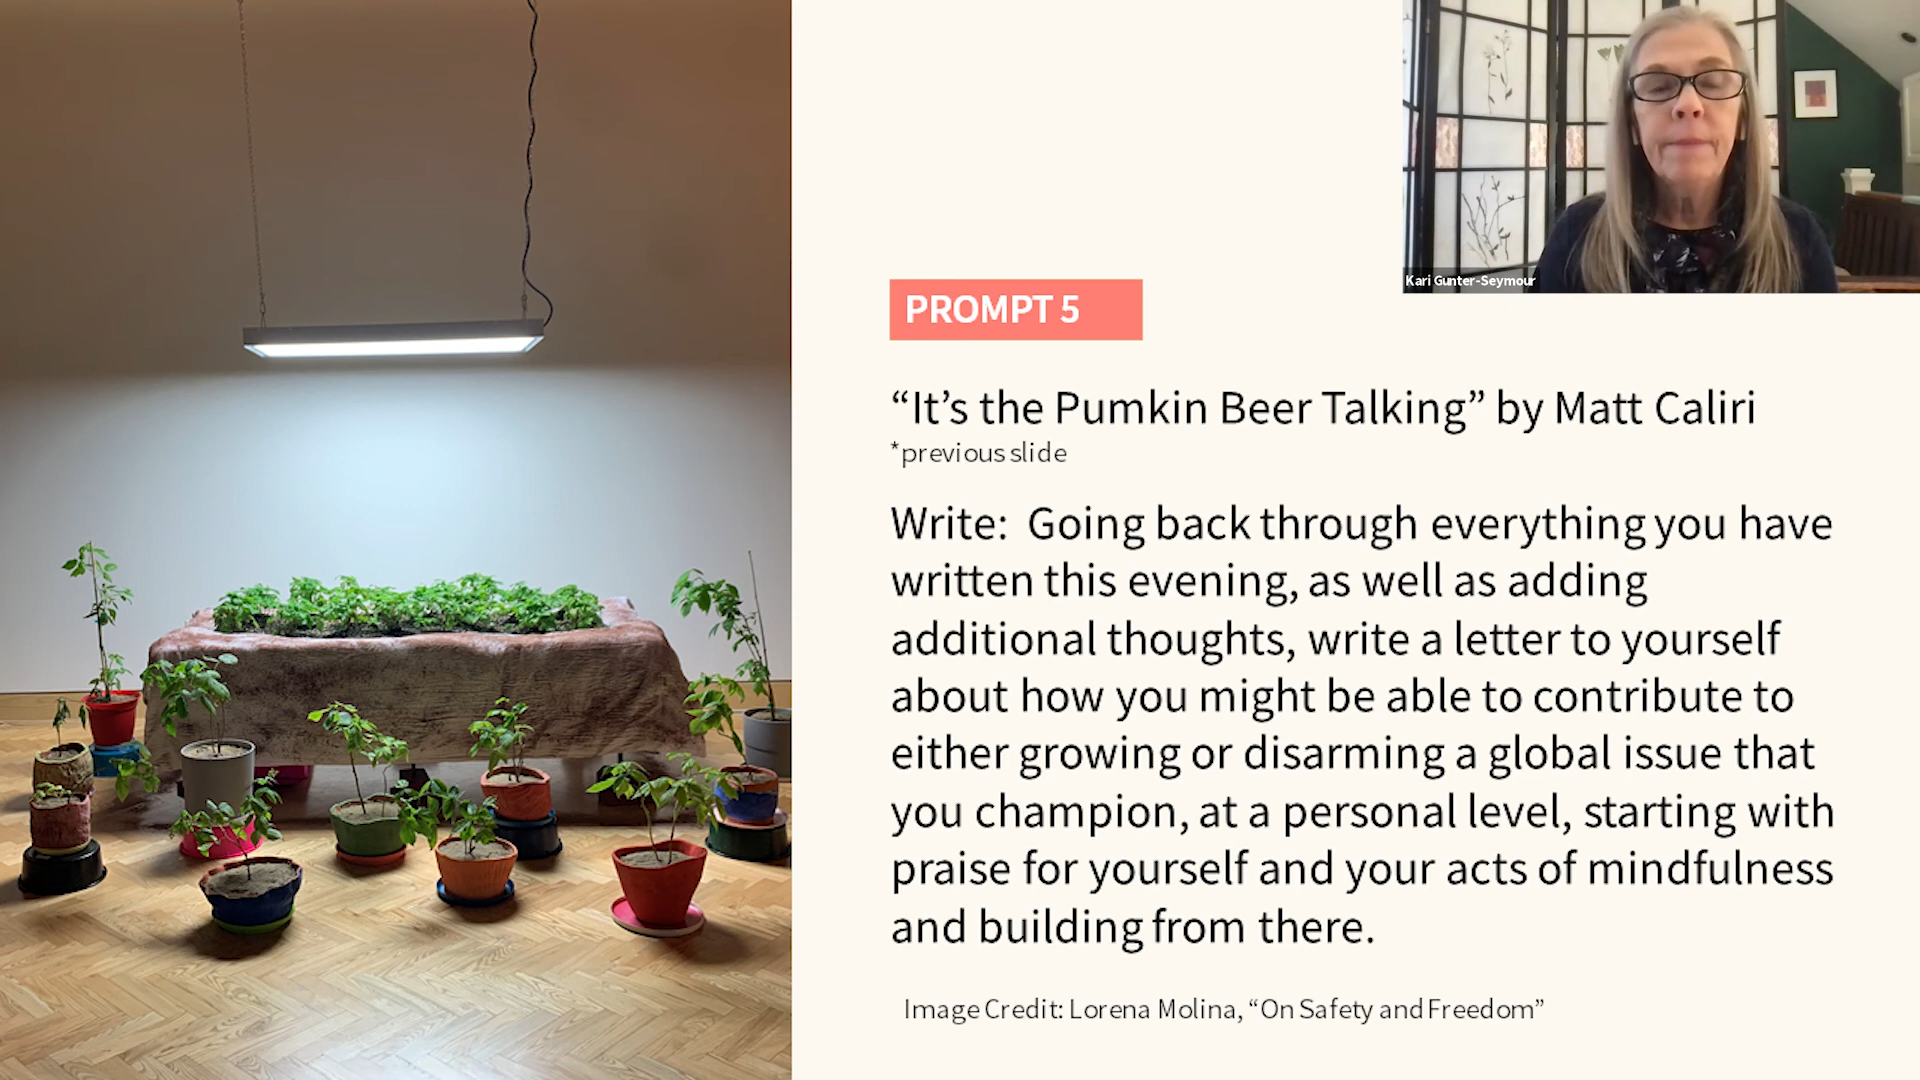 Kari Gunter-Seymour
PROMPT 5
“It’s the Pumkin Beer Talking” by Matt Caliri
*previous slide
Write: Going back through everything you have
written this evening, as well as adding
additional thoughts, write a letter to yourself
about how you might be able to contribute to
either growing or disarming a global issue that
you champion, at a personal level, starting with
praise for yourself and your acts of mindfulness
and building from there.
Image Credit: Lorena Molina, “On Safety and Freedom”